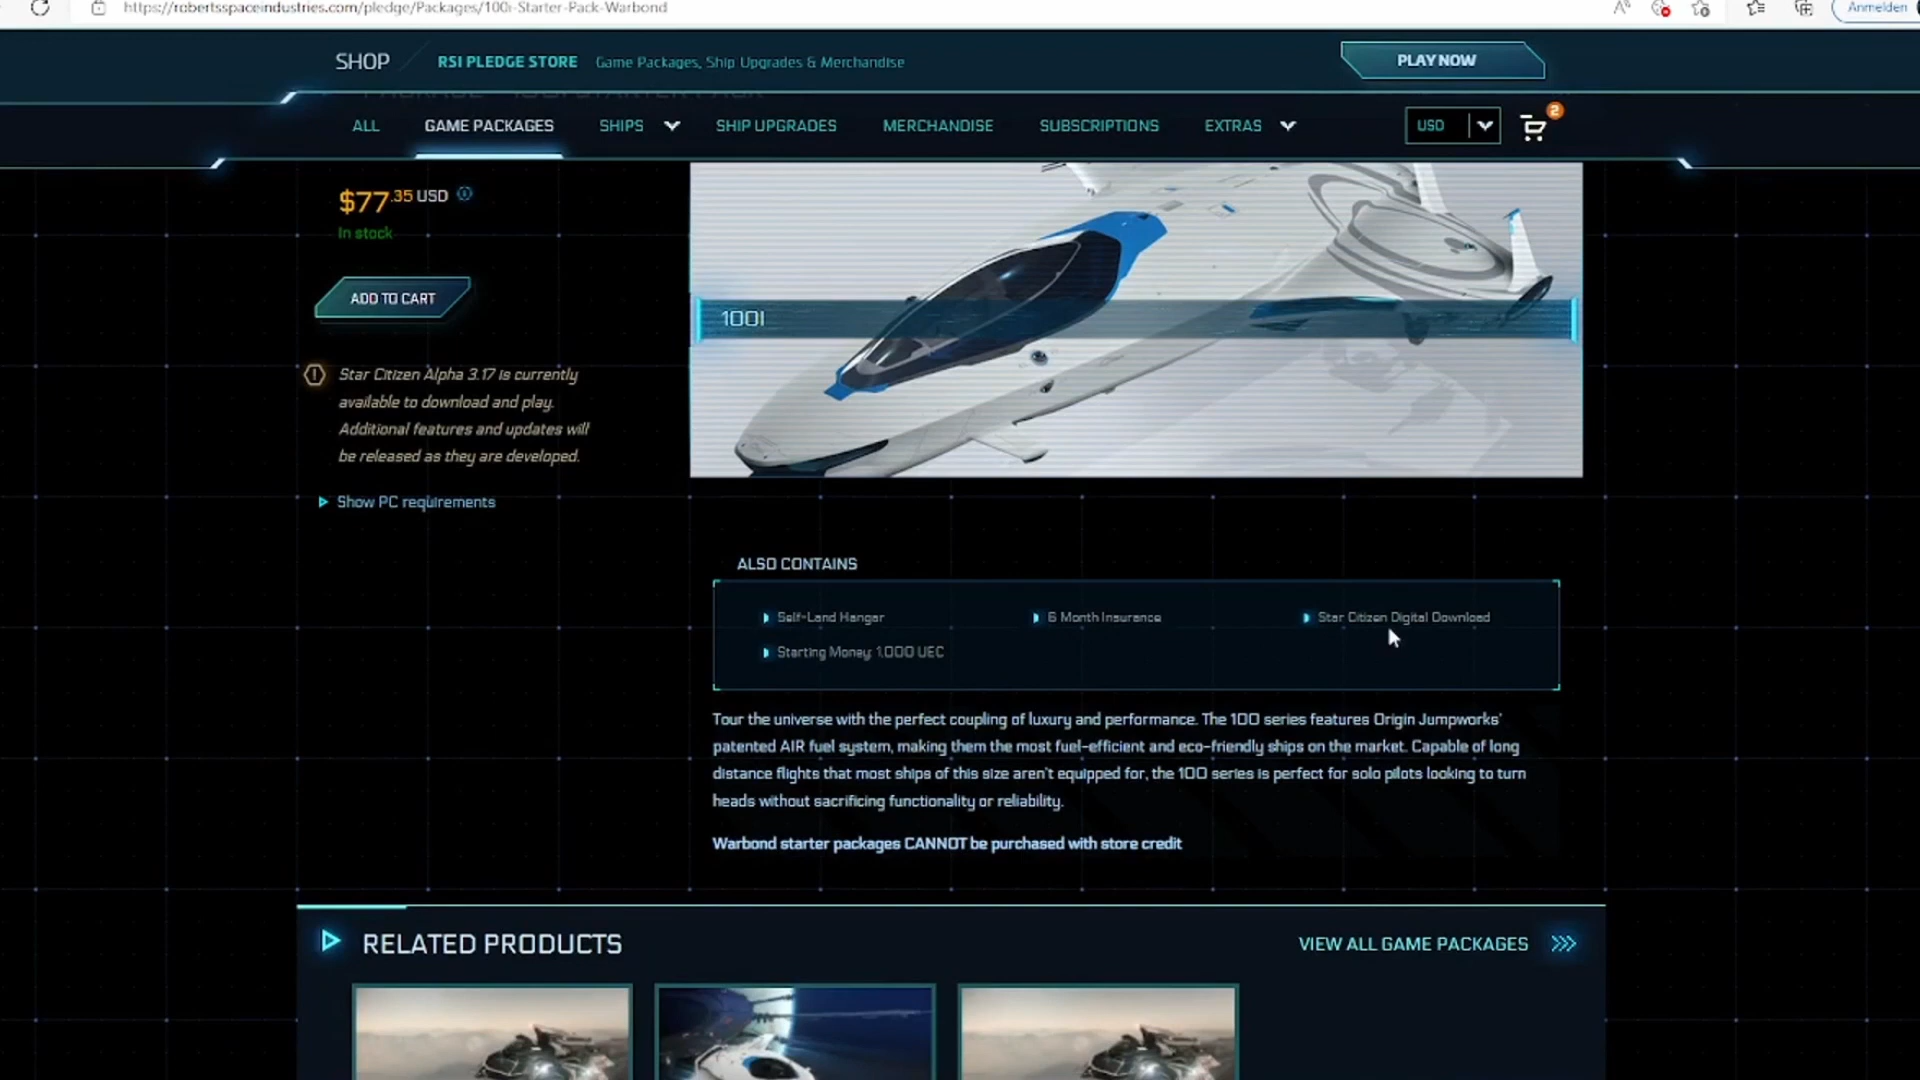 https://robertsspaceindustries.com/pledge/Packages/100i-Starter-Pack-Warbond
Anmelden
SHOP
RSI PLEDGE STORE
Game Packages, Ship Upgrades & Merchandise
PLAY NOW
ALL
GAME PACKAGES
SHIPS
SHIP UPGRADES
MERCHANDISE
SUBSCRIPTIONS
EXTRAS
USD
2
$77.35 USD
In stock
ADD TO CART
Star Citizen Alpha 3.17 is currently
available to download and play.
Additional features and updates will
be released as they are developed.
Show PC requirements
100I
ALSO CONTAINS
Self-Land Hangar
6 Month Insurance
Star Citizen Digital Download
Starting Money: 1.000 UEC
Tour the universe with the perfect coupling of luxury and performance. The 100 series features Origin Jumpworks'
patented AIR fuel system, making them the most fuel-efficient and eco-friendly ships on the market. Capable of long
distance flights that most ships of this size aren't equipped for, the 100 series is perfect for solo pilots looking to turn
heads without sacrificing functionality or reliability.
Warbond starter packages CANNOT be purchased with store credit
RELATED PRODUCTS
VIEW ALL GAME PACKAGES